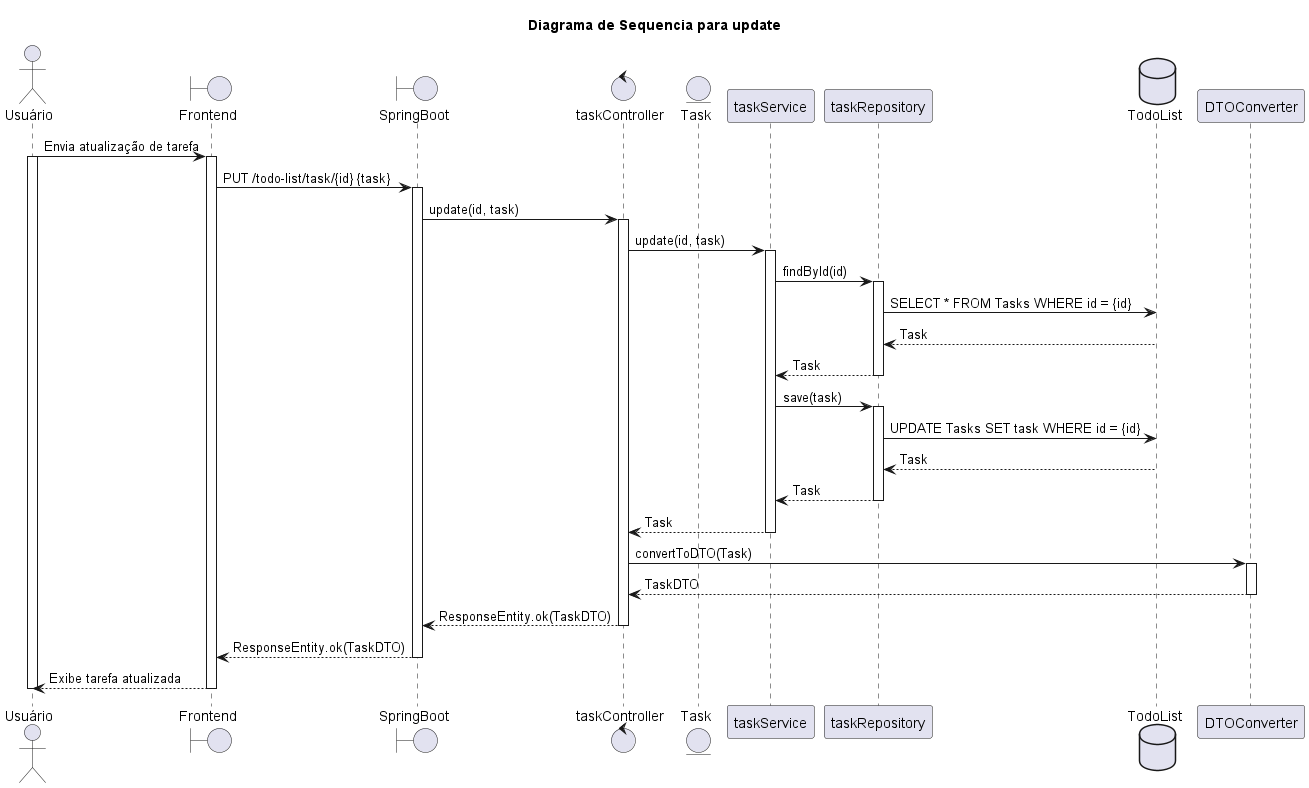 Diagrama de Sequencia para update
Usuário
Frontend
SpringBoot
taskController
Task
taskService
taskRepository
TodoList
DTOConverter
Envia atualização de tarefa
PUT /todo-list/task/{id} {task}
update(id, task)
update(id, task)
findById(id)
SELECT * FROM Tasks WHERE id = {id}
Task
Task
save(task)
UPDATE Tasks SET task WHERE id = {id}
Task
Task
Task
convertToDTO(Task)
TaskDTO
ResponseEntity.ok(TaskDTO)
ResponseEntity.ok(TaskDTO)
Exibe tarefa atualizada
Usuário
Frontend
SpringBoot
taskController
Task
taskService
taskRepository
TodoList
DTOConverter